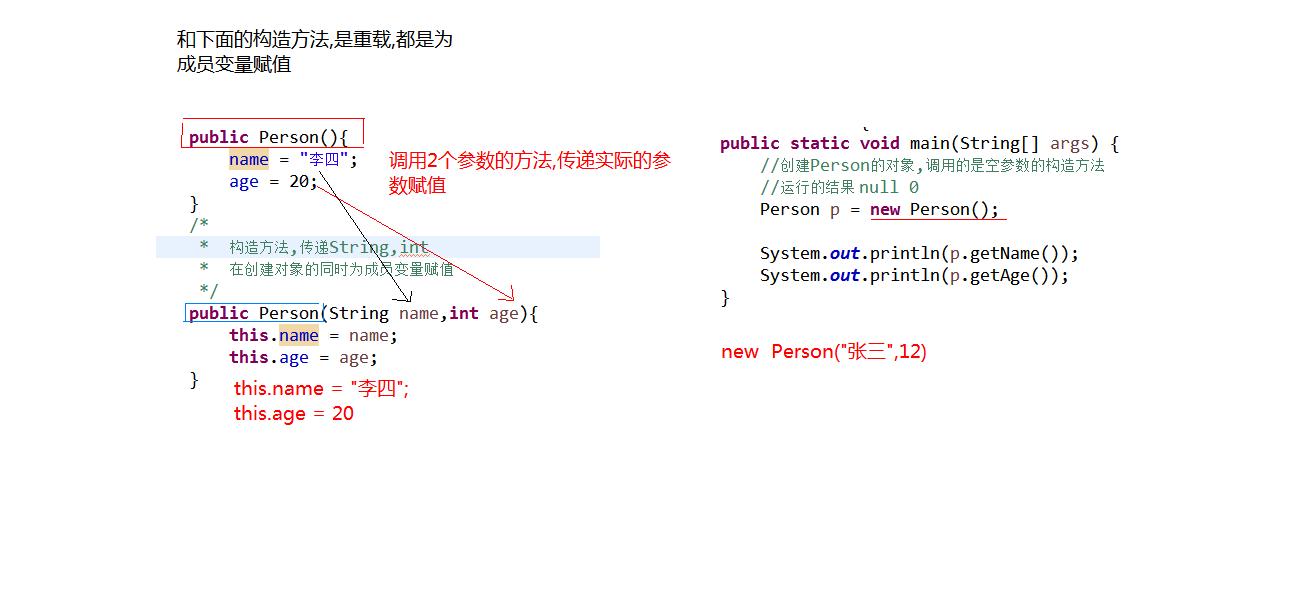 和下面的构造方法,是重载,都是为
成员变量赋值
public Person(){
name = "李四";
age = 20;
}
调用2个参数的方法,传递实际的参
数赋值
/*
* 构造方法,传递String,int
* 在创建对象的同时为成员变量赋值
*/
public Person(String name,int age){
this.name = name;
this.age = age;
}
this.name = "李四";
this.age = 20
public static void main(String[] args) {
//创建Person的对象,调用的是空参数的构造方法
//运行的结果 null 0
Person p = new Person();
System.out.println(p.getName());
System.out.println(p.getAge());
}
new Person("张三",12)